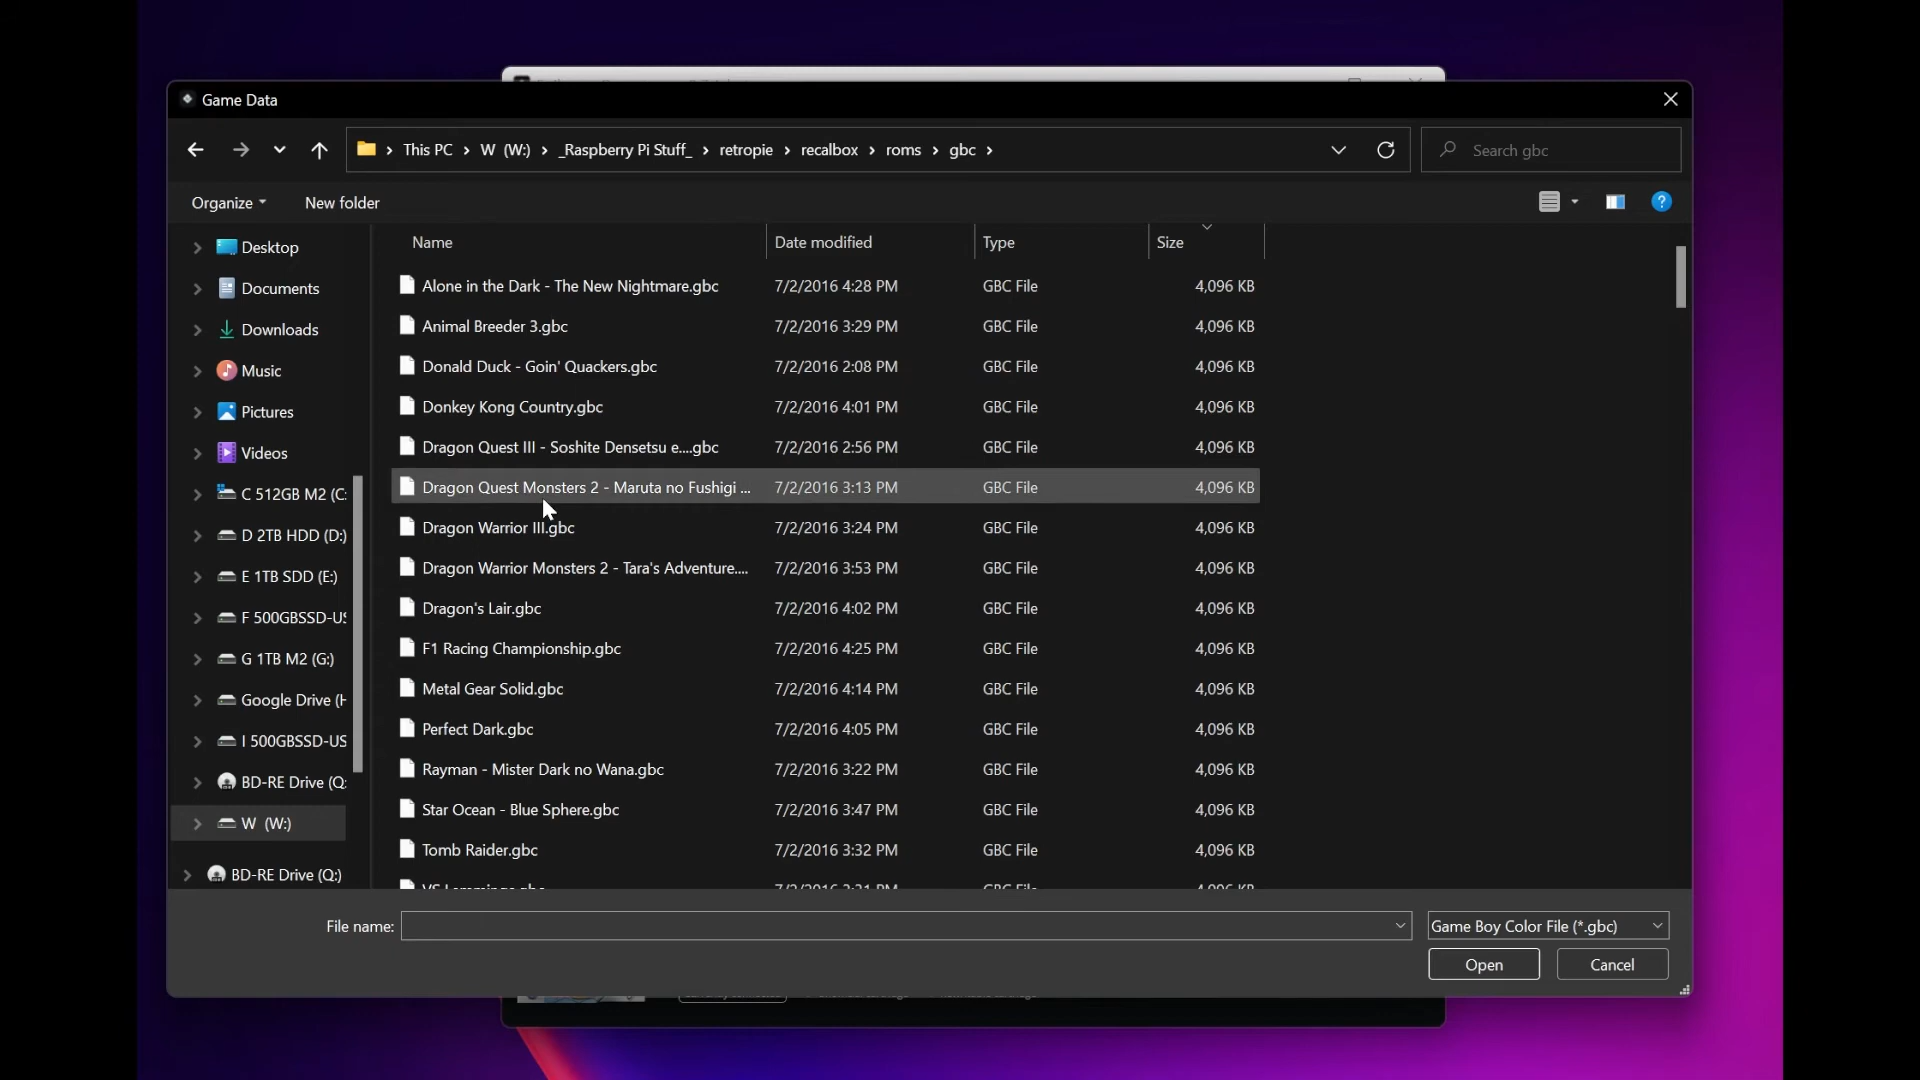 Game Data
This PC > W (W:) > _Raspberry Pi Stuff_ > retropie > recalbox > roms > gbc >
Search gbc
Organize
New folder
Name Date modified Type Size
Desktop
Documents
Downloads
Music
Pictures
Videos
C 512GB M2 (C:
D 2TB HDD (D:)
E 1TB SDD (E:)
F 500GBSSD-US
G 1TB M2 (G:)
Google Drive (H
I 500GBSSD-US
BD-RE Drive (Q:
W (W:)
BD-RE Drive (Q:)
Alone in the Dark - The New Nightmare.gbc 7/2/2016 4:28 PM GBC File 4,096 KB
Animal Breeder 3.gbc 7/2/2016 3:29 PM GBC File 4,096 KB
Donald Duck - Goin' Quackers.gbc 7/2/2016 2:08 PM GBC File 4,096 KB
Donkey Kong Country.gbc 7/2/2016 4:01 PM GBC File 4,096 KB
Dragon Quest III - Soshite Densetsu e....gbc 7/2/2016 2:56 PM GBC File 4,096 KB
Dragon Quest Monsters 2 - Maruta no Fushigi ... 7/2/2016 3:13 PM GBC File 4,096 KB
Dragon Warrior III.gbc 7/2/2016 3:24 PM GBC File 4,096 KB
Dragon Warrior Monsters 2 - Tara's Adventure.... 7/2/2016 3:53 PM GBC File 4,096 KB
Dragon's Lair.gbc 7/2/2016 4:02 PM GBC File 4,096 KB
F1 Racing Championship.gbc 7/2/2016 4:25 PM GBC File 4,096 KB
Metal Gear Solid.gbc 7/2/2016 4:14 PM GBC File 4,096 KB
Perfect Dark.gbc 7/2/2016 4:05 PM GBC File 4,096 KB
Rayman - Mister Dark no Wana.gbc 7/2/2016 3:22 PM GBC File 4,096 KB
Star Ocean - Blue Sphere.gbc 7/2/2016 3:47 PM GBC File 4,096 KB
Tomb Raider.gbc 7/2/2016 3:32 PM GBC File 4,096 KB
File name:
Game Boy Color File (*.gbc)
Open
Cancel